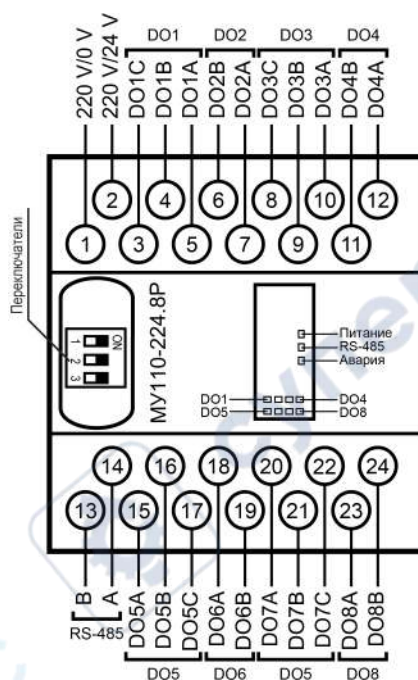 DO1 DO2 DO3 DO4
220 V/0 V
220 V/24 V
DO1C
DO1B
DO1A
DO2B
DO2A
DO3C
DO3B
DO3A
DO4B
DO4A
2 4 6 8 10 12
1 3 5 7 9 11
Переключатели
ON
1
2
3
МУ110-224.8Р
Питание
RS-485
Авария
DO1 DO4
DO5 DO8
14 16 18 20 22 24
13 15 17 19 21 23
B
A
DO5A
DO5B
DO5C
DO6A
DO6B
DO7A
DO7B
DO7C
DO8A
DO8B
RS-485
DO5 DO6 DO5 DO8